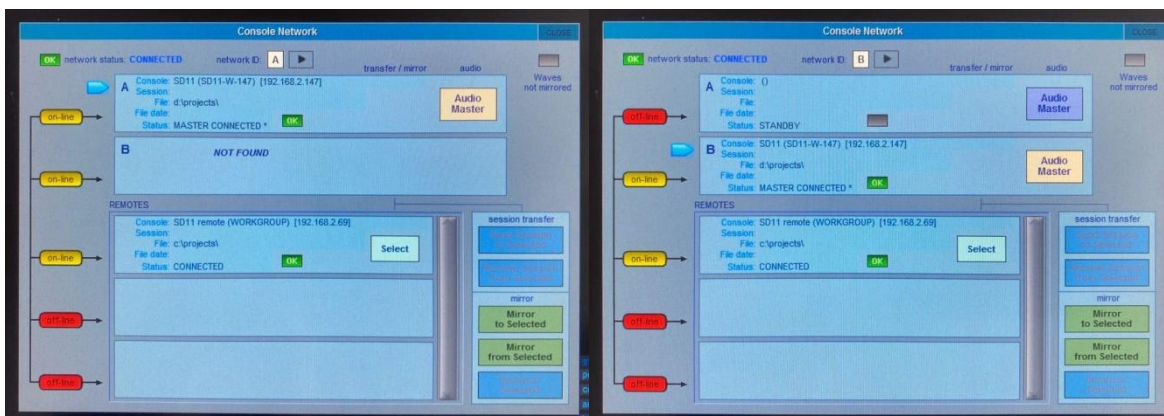 Console Network
CLOSE
OK network status: CONNECTED network ID: A
transfer / mirror audio
Waves
not mirrored
A Console: SD11 (SD11-W-147) [192.168.2.147]
Session:
File: d:\projects\
File date:
Status: MASTER CONNECTED * OK
Audio
Master
on-line
B NOT FOUND
on-line
REMOTES
Console: SD11 remote (WORKGROUP) [192.168.2.69]
Session:
File: c:\projects\
File date:
Status: CONNECTED OK
Select
on-line
off-line
off-line
session transfer
mirror
Mirror
to Selected
Mirror
from Selected
Console Network
CLOSE
OK network status: CONNECTED network ID: B
transfer / mirror audio
Waves
not mirrored
A Console: ()
Session:
File:
File date:
Status: STANDBY
Audio
Master
off-line
B Console: SD11 (SD11-W-147) [192.168.2.147]
Session:
File: d:\projects\
File date:
Status: MASTER CONNECTED * OK
Audio
Master
on-line
REMOTES
Console: SD11 remote (WORKGROUP) [192.168.2.69]
Session:
File: c:\projects\
File date:
Status: CONNECTED OK
Select
on-line
off-line
off-line
session transfer
mirror
Mirror
to Selected
Mirror
from Selected